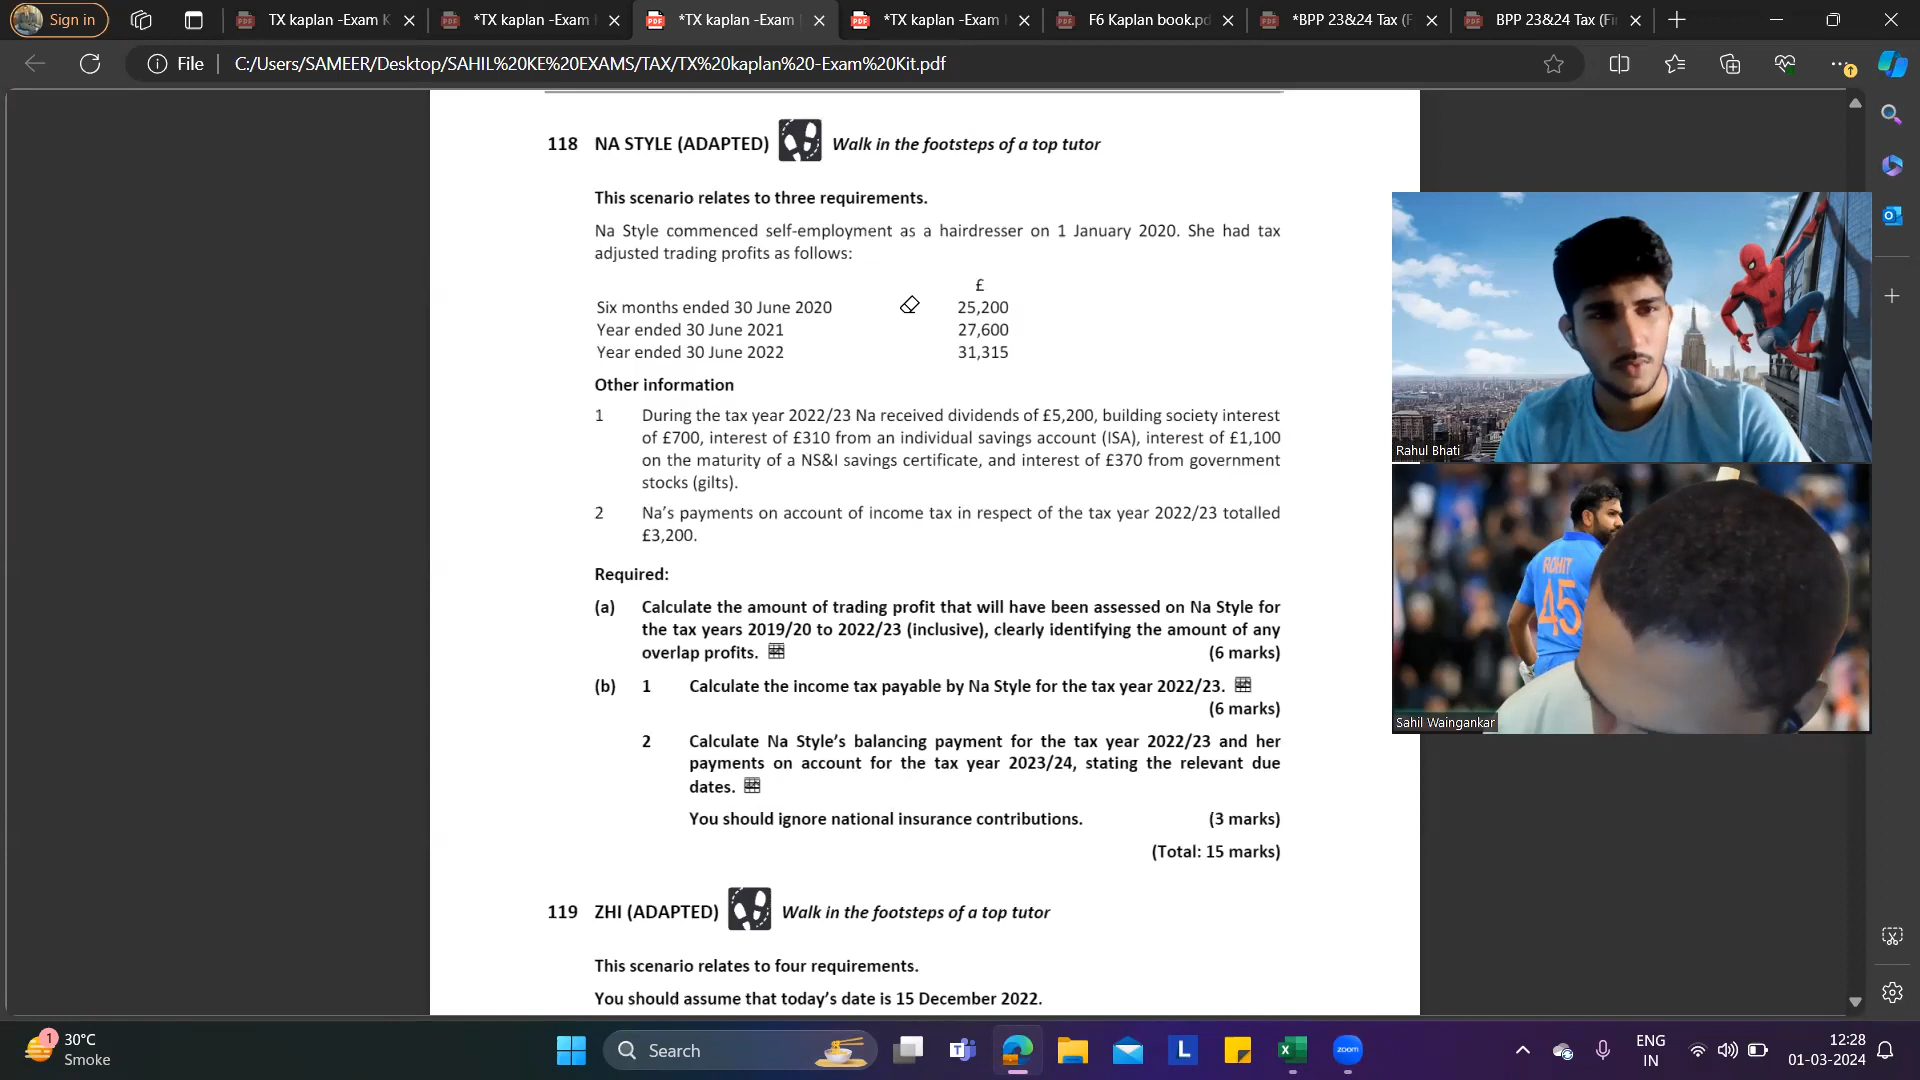 Sign in
TX kaplan -Exam K
*TX kaplan -Exam
*TX kaplan -Exam
*TX kaplan -Exam
F6 Kaplan book.pd
*BPP 23&24 Tax (F
BPP 23&24 Tax (Fi
File
C:/Users/SAMEER/Desktop/SAHIL%20KE%20EXAMS/TAX/TX%20kaplan%20-Exam%20Kit.pdf
118 NA STYLE (ADAPTED) Walk in the footsteps of a top tutor
This scenario relates to three requirements.
Na Style commenced self-employment as a hairdresser on 1 January 2020. She had tax
adjusted trading profits as follows:
£
Six months ended 30 June 2020 25,200
Year ended 30 June 2021 27,600
Year ended 30 June 2022 31,315
Other information
1 During the tax year 2022/23 Na received dividends of £5,200, building society interest
of £700, interest of £310 from an individual savings account (ISA), interest of £1,100
on the maturity of a NS&I savings certificate, and interest of £370 from government
stocks (gilts).
2 Na's payments on account of income tax in respect of the tax year 2022/23 totalled
£3,200.
Required:
(a) Calculate the amount of trading profit that will have been assessed on Na Style for
the tax years 2019/20 to 2022/23 (inclusive), clearly identifying the amount of any
overlap profits. (6 marks)
(b) 1 Calculate the income tax payable by Na Style for the tax year 2022/23.
(6 marks)
2 Calculate Na Style's balancing payment for the tax year 2022/23 and her
payments on account for the tax year 2023/24, stating the relevant due
dates.
You should ignore national insurance contributions. (3 marks)
(Total: 15 marks)
119 ZHI (ADAPTED) Walk in the footsteps of a top tutor
This scenario relates to four requirements.
You should assume that today's date is 15 December 2022.
Rahul Bhati
ROHIT
45
Sahil Waingankar
1
30°C
Smoke
Search
L
zoom
ENG
IN
12:28
01-03-2024